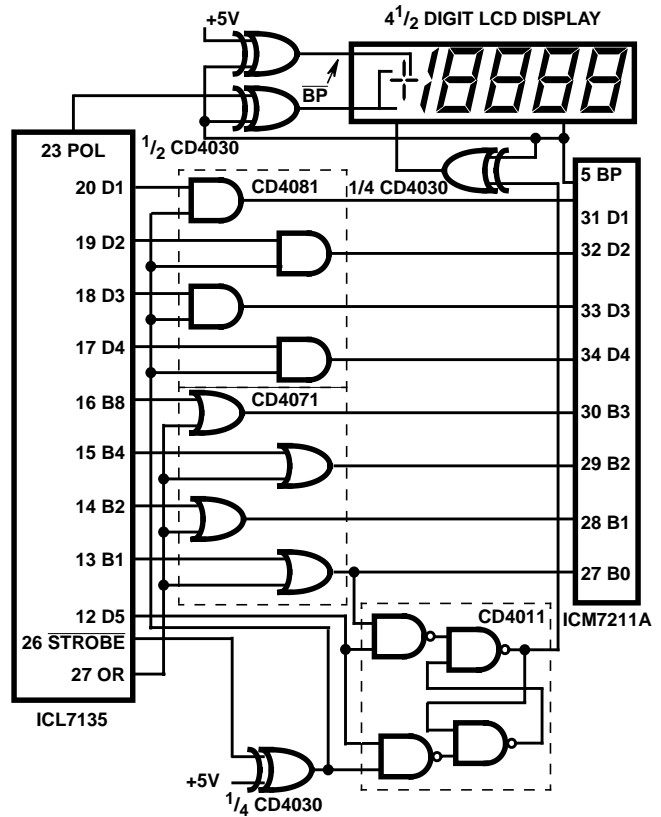 +5V
4 1/2 DIGIT LCD DISPLAY
BP
18888
23 POL
1/2 CD4030
1/4 CD4030
5 BP
20 D1
CD4081
31 D1
19 D2
32 D2
18 D3
33 D3
17 D4
34 D4
16 B8
CD4071
30 B3
15 B4
29 B2
14 B2
28 B1
13 B1
27 B0
12 D5
CD4011
ICM7211A
26 STROBE
27 OR
ICL7135
+5V
1/4 CD4030